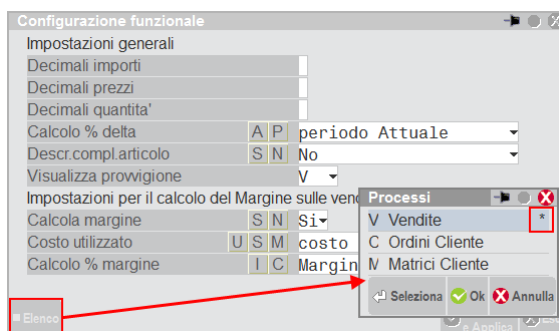 Configurazione funzionale
Impostazioni generali
Decimali importi
Decimali prezzi
Decimali quantita'
Calcolo % delta A P periodo Attuale
Descr.compl.articolo S N No
Visualizza provvigione V
Impostazioni per il calcolo del Margine sulle
Calcola margine S N Si
Costo utilizzato U S M costo
Calcolo % margine I C
Processi
V Vendite *
C Ordini Cliente
Matrici Cliente
Seleziona Ok Annulla
Elenco
e Applica